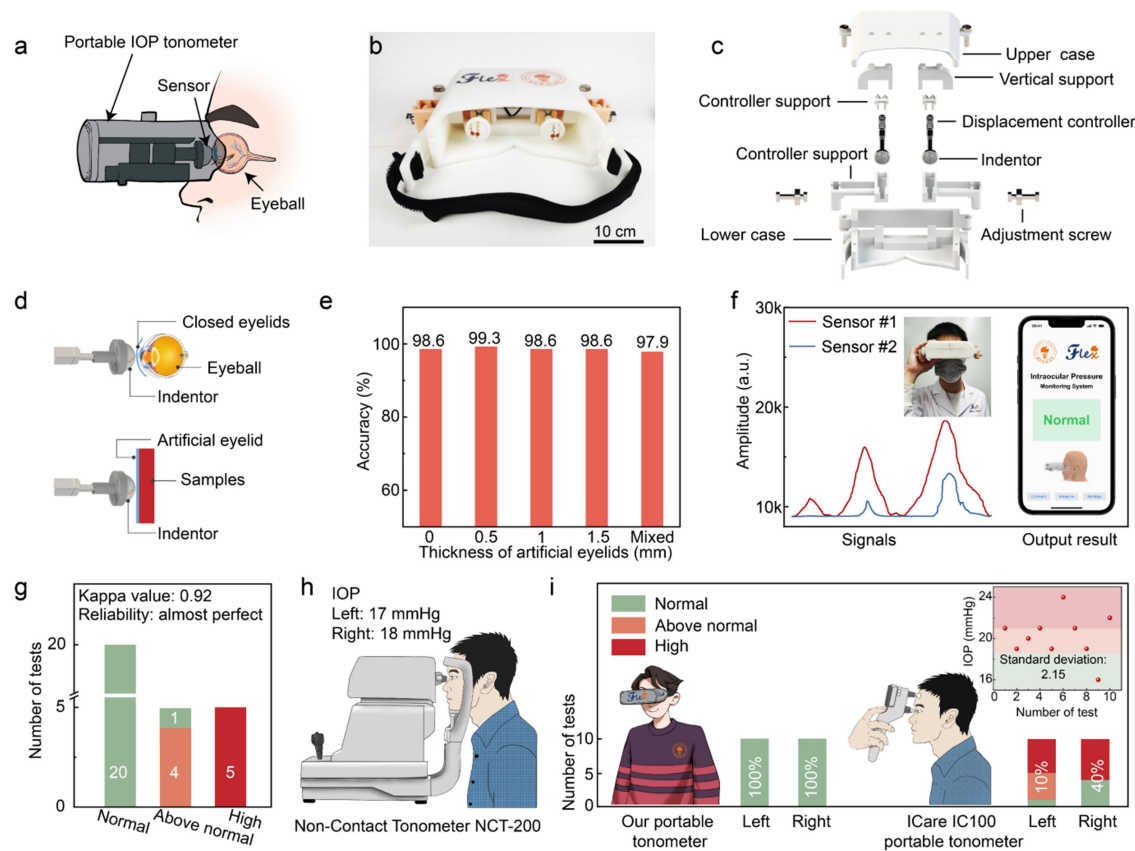 a
Portable IOP tonometer
Sensor
Eyeball
b
Flex
10 cm
c
Upper case
Vertical support
Controller support
Displacement controller
Controller support
Indentor
Lower case
Adjustment screw
d
Closed eyelids
Eyeball
Indentor
Artificial eyelid
Samples
Indentor
e
98.6 99.3 98.6 98.6 97.9
100
80
60
Accuracy (%)
0 0.5 1 1.5 Mixed
Thickness of artificial eyelids (mm)
f
30k
20k
10k
Amplitude (a.u.)
Sensor #1
Sensor #2
Signals
Flex
Intraocular Pressure
Monitoring System
Normal
Connect Measure Settings
Output result
g
Kappa value: 0.92
Reliability: almost perfect
Number of tests
20
5
0
20
1
4
5
Normal
Above normal
High
h
IOP
Left: 17 mmHg
Right: 18 mmHg
Non-Contact Tonometer NCT-200
i
Normal
Above normal
High
Number of tests
10
5
0
Flex
Our portable
tonometer
100%
100%
Left Right
ICare IC100
portable tonometer
10%
40%
Left Right
IOP (mmHg)
24
20
16
Standard deviation:
2.15
2 4 6 8 10
Number of test